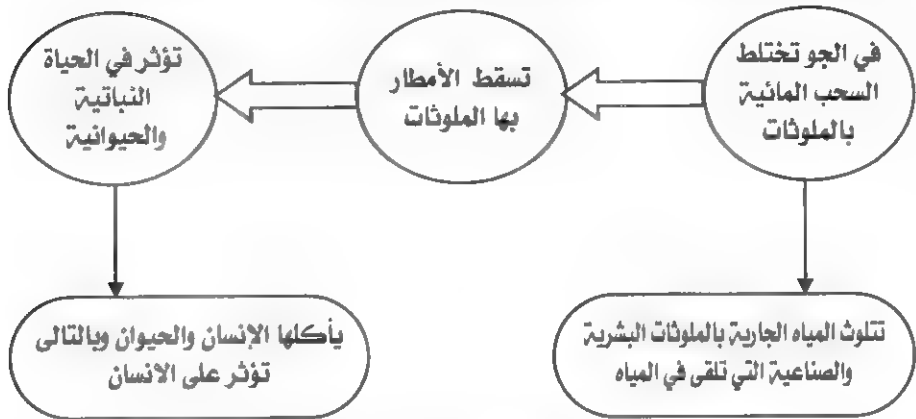 في الجو تختلط
السحب المائية
بالملوثات
تسقط الأمطار
بها الملوثات
تؤثر في الحياة
النباتية
والحيوانية
تتلوث المياه الجارية بالملوثات البشرية
والصناعية التي تلقى في المياه
يأكلها الإنسان والحيوان وبالتالى
تؤثر على الانسان